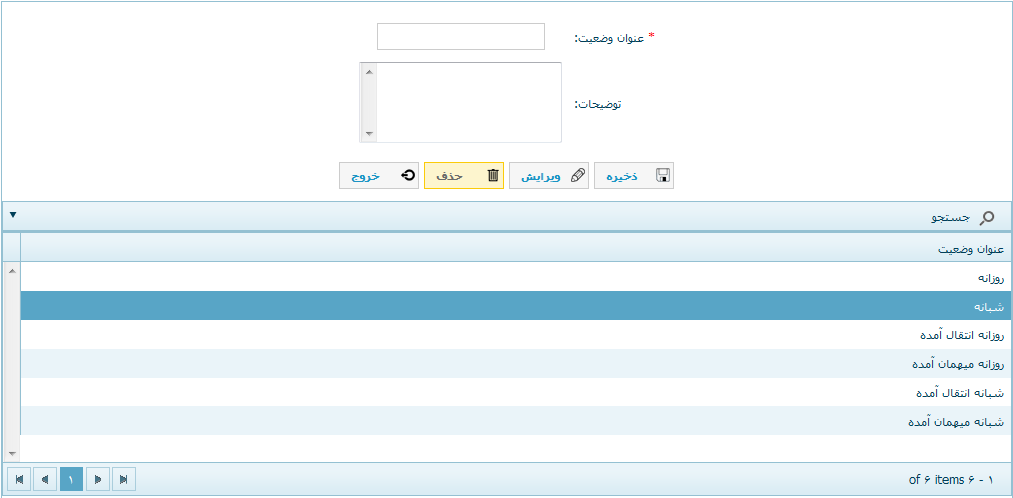 * عنوان وضعیت:
توضیحات:
ذخیره ویرایش حذف خروج
جستجو
عنوان وضعیت
روزانه
شبانه
روزانه انتقال آمده
روزانه میهمان آمده
شبانه انتقال آمده
شبانه میهمان آمده
۱ - ۶ of ۶ items
۱